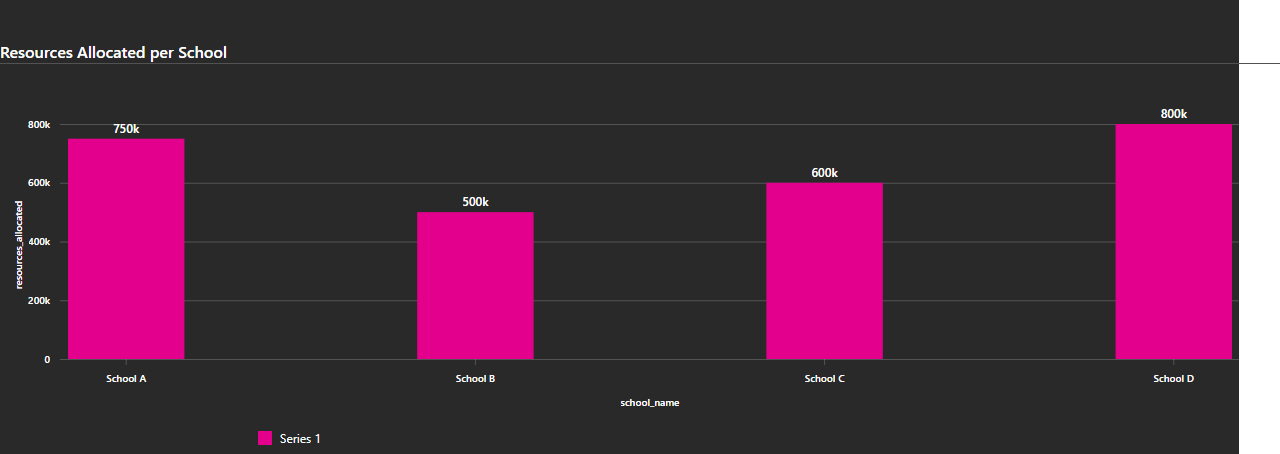 Resources Allocated per School
800k
600k
400k
200k
0
resources_allocated
750k
500k
600k
800k
School A
School B
School C
School D
school_name
Series 1